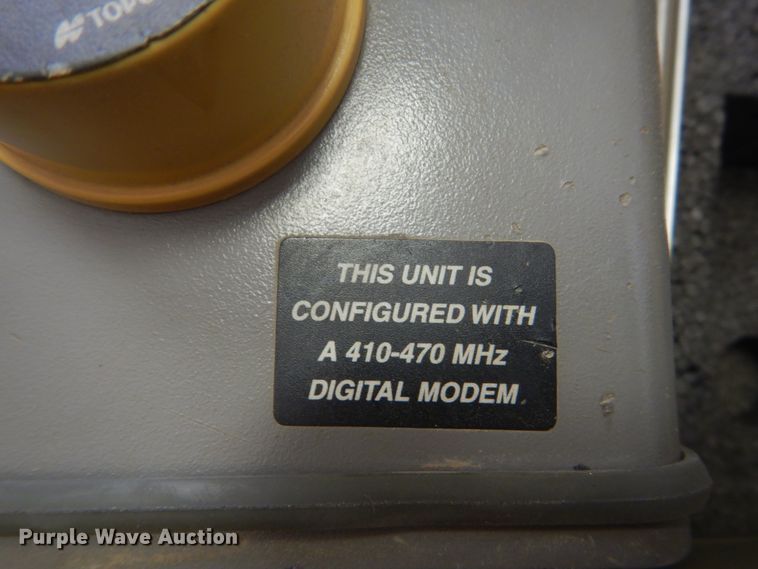 THIS UNIT IS
CONFIGURED WITH
A 410-470 MHz
DIGITAL MODEM
Purple Wave Auction